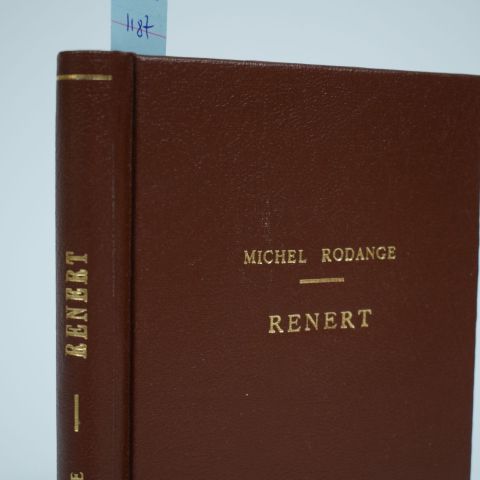 1187
MICHEL RODANGE
RENERT
RENERT
E